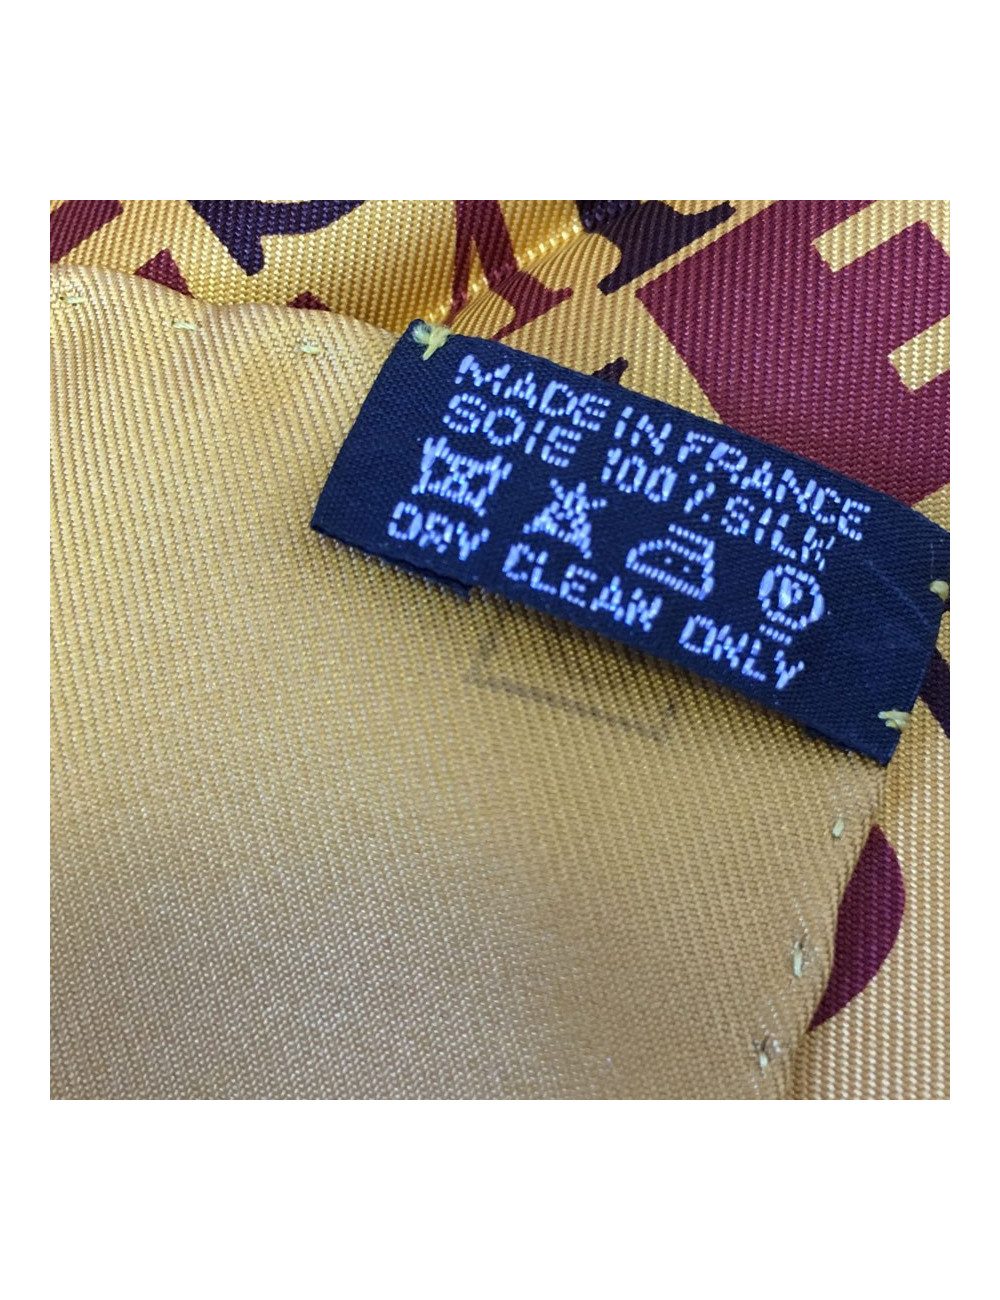 MADE IN FRANCE
SOIE 100% SILK
P
DRY CLEAN ONLY